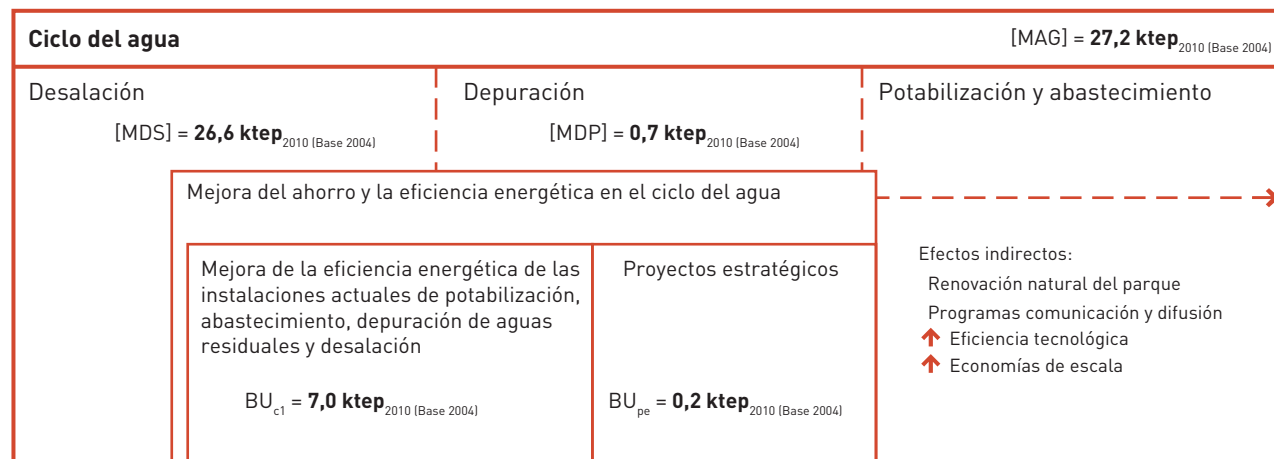 Ciclo del agua
[MAG] = 27,2 ktep2010 (Base 2004)
Desalación
Depuración
Potabilización y abastecimiento
[MDS] = 26,6 ktep2010 (Base 2004)
[MDP] = 0,7 ktep2010 (Base 2004)
Mejora del ahorro y la eficiencia energética en el ciclo del agua
Mejora de la eficiencia energética de las
instalaciones actuales de potabilización,
abastecimiento, depuración de aguas
residuales y desalación
BUc1 = 7,0 ktep2010 (Base 2004)
Proyectos estratégicos
BUpe = 0,2 ktep2010 (Base 2004)
Efectos indirectos:
Renovación natural del parque
Programas comunicación y difusión
↑ Eficiencia tecnológica
↑ Economías de escala